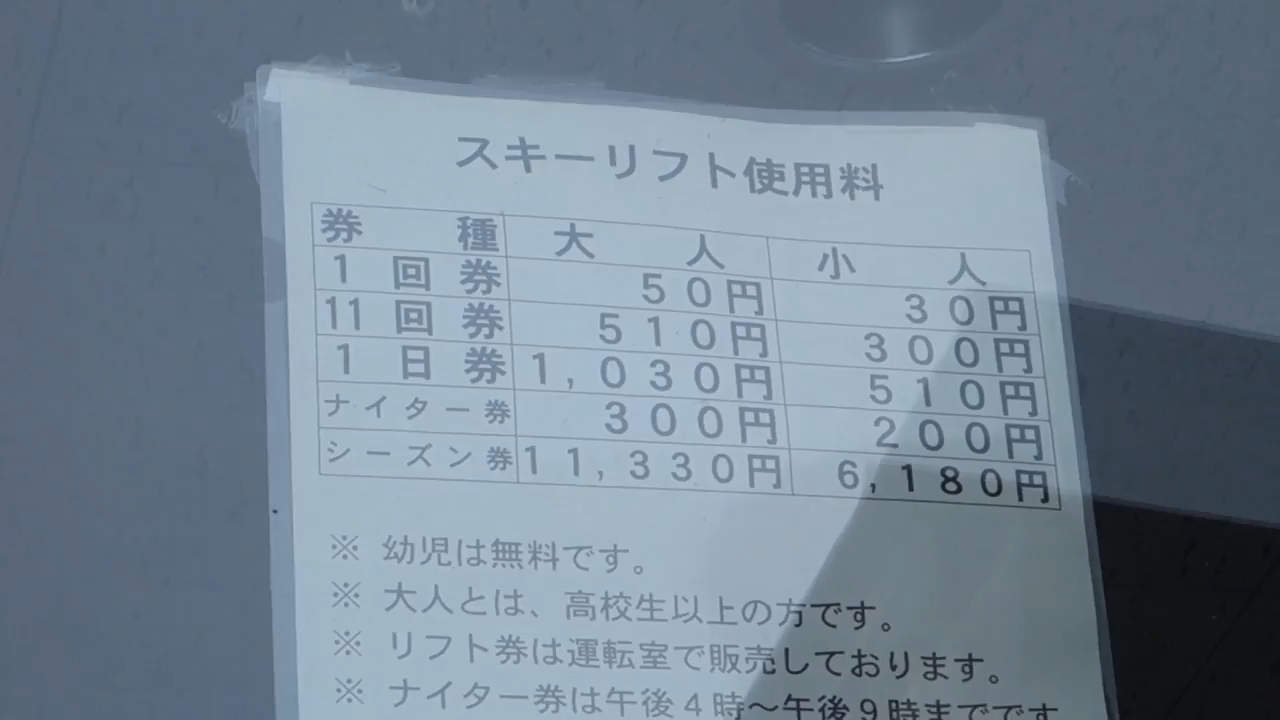 スキーリフト使用料
券種 大人 小人
1回券 50円 30円
11回券 510円 300円
1日券 1,030円 510円
ナイター券 300円 200円
シーズン券 11,330円 6,180円
※ 幼児は無料です。
※ 大人とは、高校生以上の方です。
※ リフト券は運転室で販売しております。
※ ナイター券は午後4時～午後9時までです